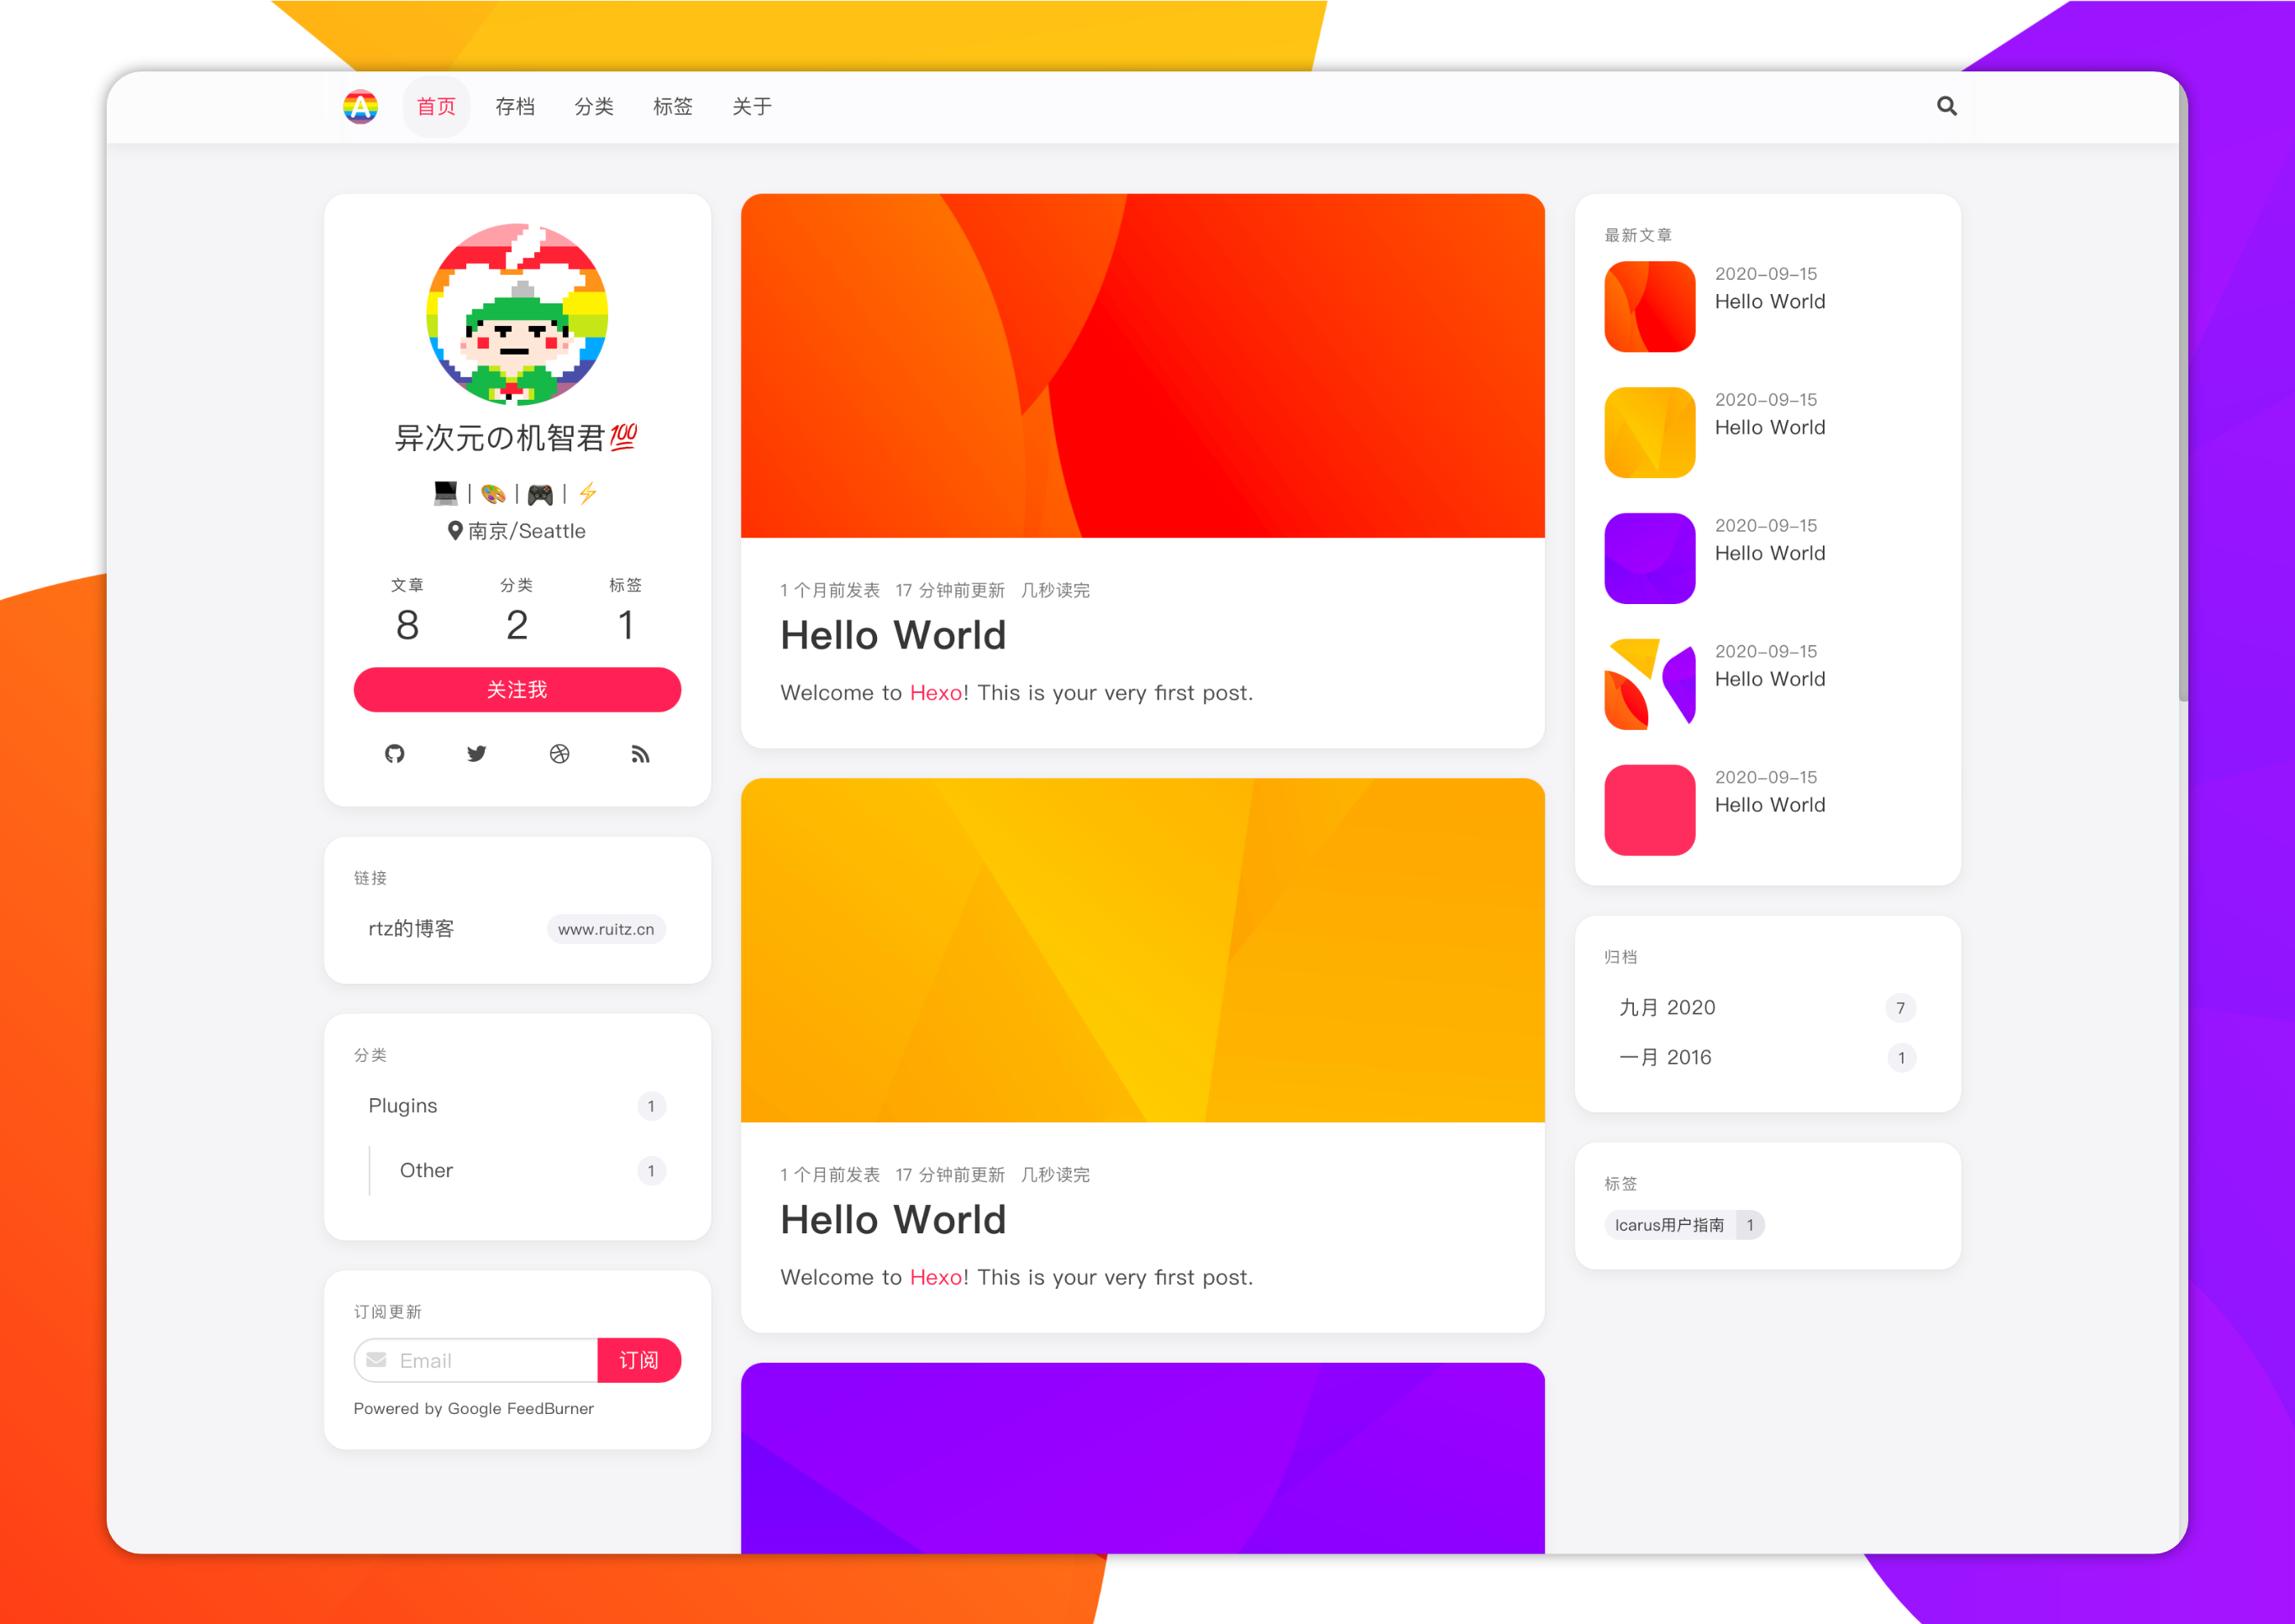 A 首页 存档 分类 标签 关于
异次元の机智君💯
💻 | 🎨 | 🎮 | ⚡
南京/Seattle
文章 分类 标签
8 2 1
关注我
链接
rtz的博客 www.ruitz.cn
分类
Plugins 1
Other 1
订阅更新
Email 订阅
Powered by Google FeedBurner
1 个月前发表 17 分钟前更新 几秒读完
Hello World
Welcome to Hexo! This is your very first post.
1 个月前发表 17 分钟前更新 几秒读完
Hello World
Welcome to Hexo! This is your very first post.
最新文章
2020-09-15
Hello World
2020-09-15
Hello World
2020-09-15
Hello World
2020-09-15
Hello World
2020-09-15
Hello World
归档
九月 2020 7
一月 2016 1
标签
Icarus用户指南 1